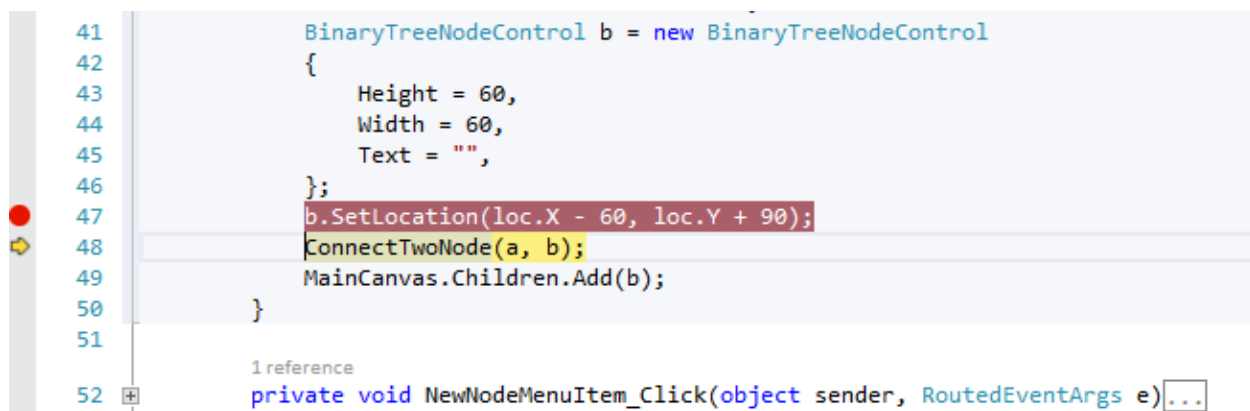 41 BinaryTreeNodeControl b = new BinaryTreeNodeControl
42 {
43 Height = 60,
44 Width = 60,
45 Text = "",
46 };
47 b.SetLocation(loc.X - 60, loc.Y + 90);
48 ConnectTwoNode(a, b);
49 MainCanvas.Children.Add(b);
50 }
51
1 reference
52 private void NewNodeMenuItem_Click(object sender, RoutedEventArgs e)...